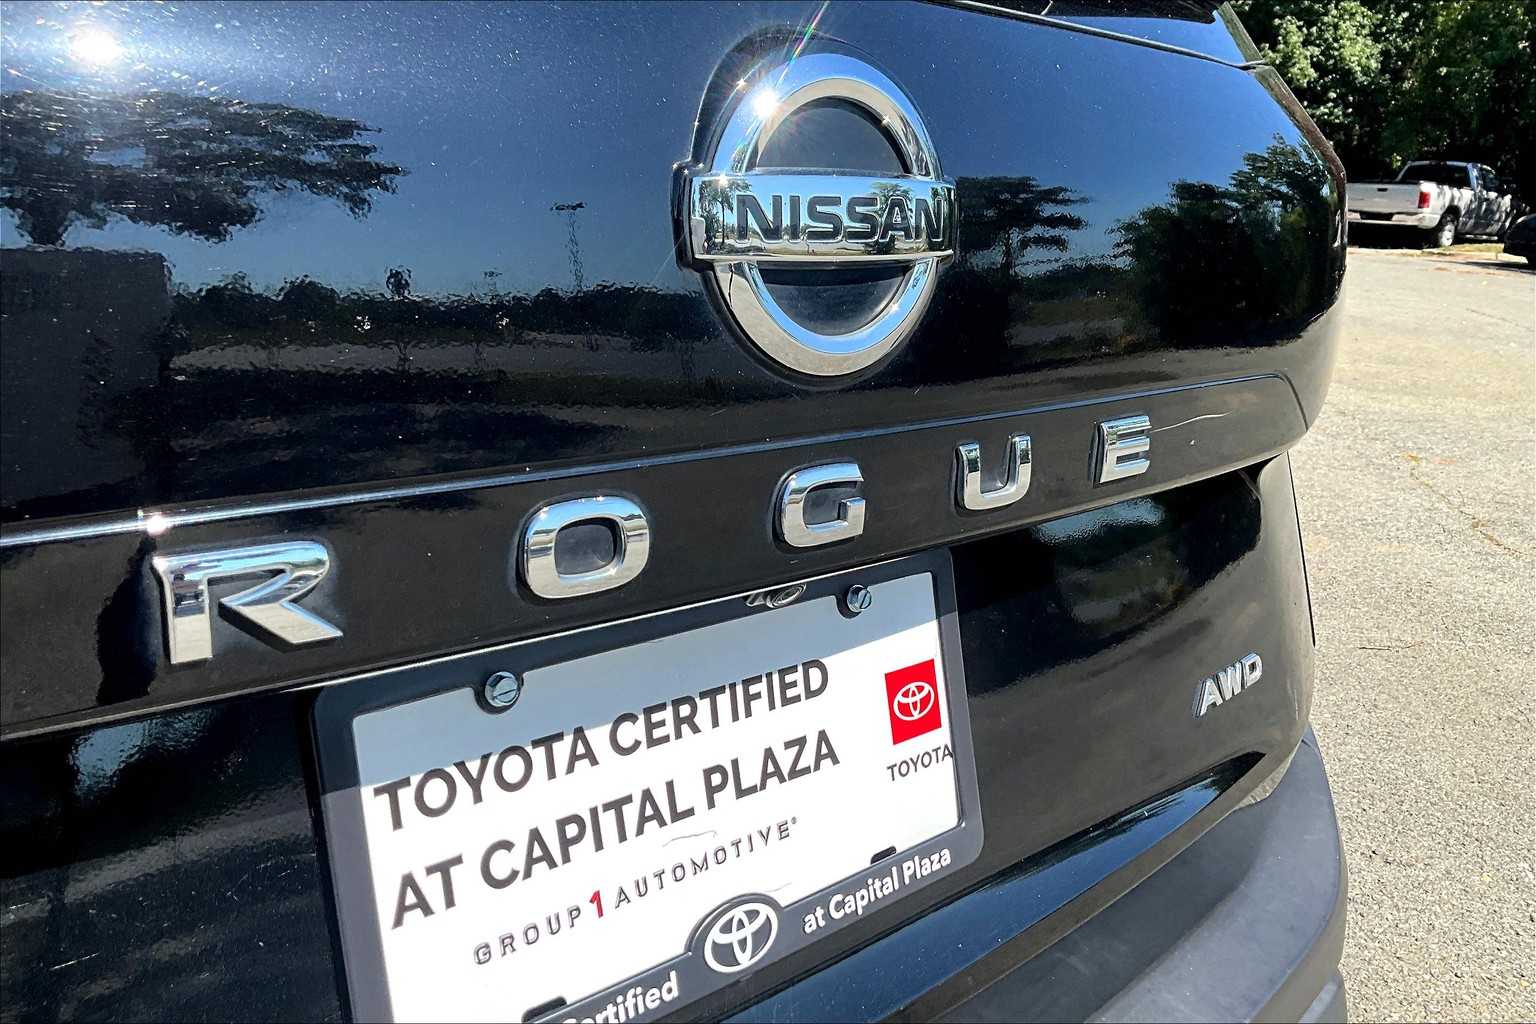 NISSAN
ROGUE
AWD
TOYOTA CERTIFIED
AT CAPITAL PLAZA
TOYOTA
GROUP 1 AUTOMOTIVE®
Certified at Capital Plaza